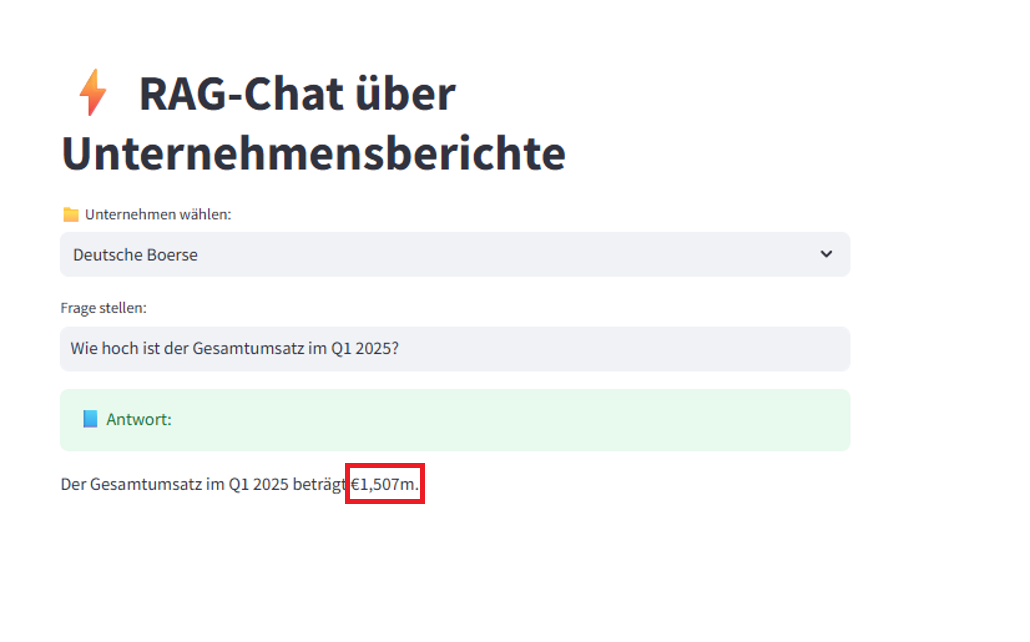 ⚡ RAG-Chat über
Unternehmensberichte
📁 Unternehmen wählen:
Deutsche Boerse
Frage stellen:
Wie hoch ist der Gesamtumsatz im Q1 2025?
📘 Antwort:
Der Gesamtumsatz im Q1 2025 beträgt €1,507m.